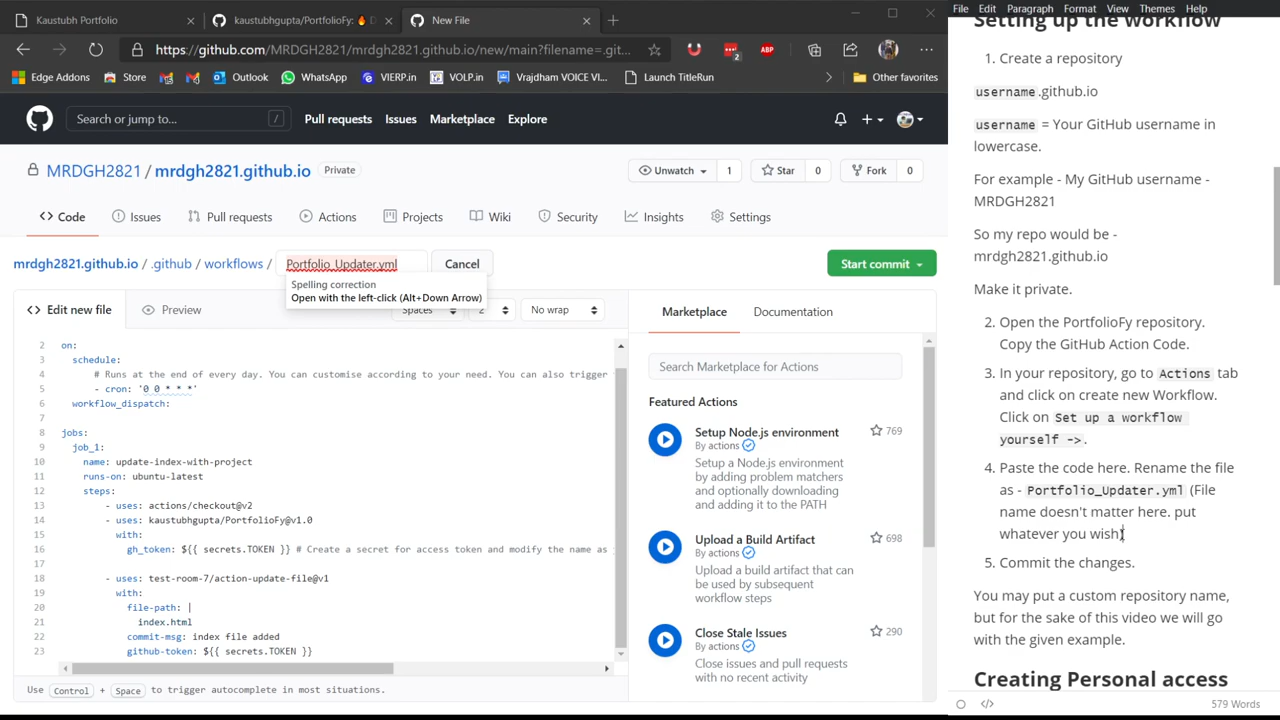 Kaustubh Portfolio
kaustubhgupta/PortfolioFy: 🔥 D
New File
https://github.com/MRDGH2821/mrdgh2821.github.io/new/main?filename=.git...
2
ABP
Edge Addons
Store
Outlook
WhatsApp
VIERP.in
VOLP.in
Vrajdham VOICE VI...
Launch TitleRun
Other favorites
Search or jump to...
/
Pull requests
Issues
Marketplace
Explore
MRDGH2821 / mrdgh2821.github.io
Private
Unwatch
1
Star
0
Fork
0
Code
Issues
Pull requests
Actions
Projects
Wiki
Security
Insights
Settings
mrdgh2821.github.io / .github / workflows / Portfolio_Updater.yml
Cancel
Start commit
Spelling correction
Open with the left-click (Alt+Down Arrow)
<> Edit new file
Preview
Spaces
2
No wrap
2 on:
3 schedule:
4 # Runs at the end of every day. You can customise according to your need. You can also trigger
5 - cron: '0 0 * * *'
6 workflow_dispatch:
7
8 jobs:
9 job_1:
10 name: update-index-with-project
11 runs-on: ubuntu-latest
12 steps:
13 - uses: actions/checkout@v2
14 - uses: kaustubhgupta/PortfolioFy@v1.0
15 with:
16 gh_token: ${{ secrets.TOKEN }} # Create a secret for access token and modify the name as
17
18 - uses: test-room-7/action-update-file@v1
19 with:
20 file-path: |
21 index.html
22 commit-msg: index file added
23 github-token: ${{ secrets.TOKEN }}
Use Control + Space to trigger autocomplete in most situations.
Marketplace
Documentation
Search Marketplace for Actions
Featured Actions
Setup Node.js environment
769
By actions
Setup a Node.js environment
by adding problem matchers
and optionally downloading
and adding it to the PATH
Upload a Build Artifact
698
By actions
Upload a build artifact that can
be used by subsequent
workflow steps
Close Stale Issues
290
By actions
Close issues and pull requests
with no recent activity
File Edit Paragraph Format View Themes Help
Setting up the workflow
1. Create a repository
username.github.io
username = Your GitHub username in
lowercase.
For example - My GitHub username -
MRDGH2821
So my repo would be -
mrdgh2821.github.io
Make it private.
2. Open the PortfolioFy repository.
Copy the GitHub Action Code.
3. In your repository, go to Actions tab
and click on create new Workflow.
Click on Set up a workflow
yourself ->.
4. Paste the code here. Rename the file
as - Portfolio_Updater.yml (File
name doesn't matter here. put
whatever you wish
5. Commit the changes.
You may put a custom repository name,
but for the sake of this video we will go
with the given example.
Creating Personal access
</> 579 Words